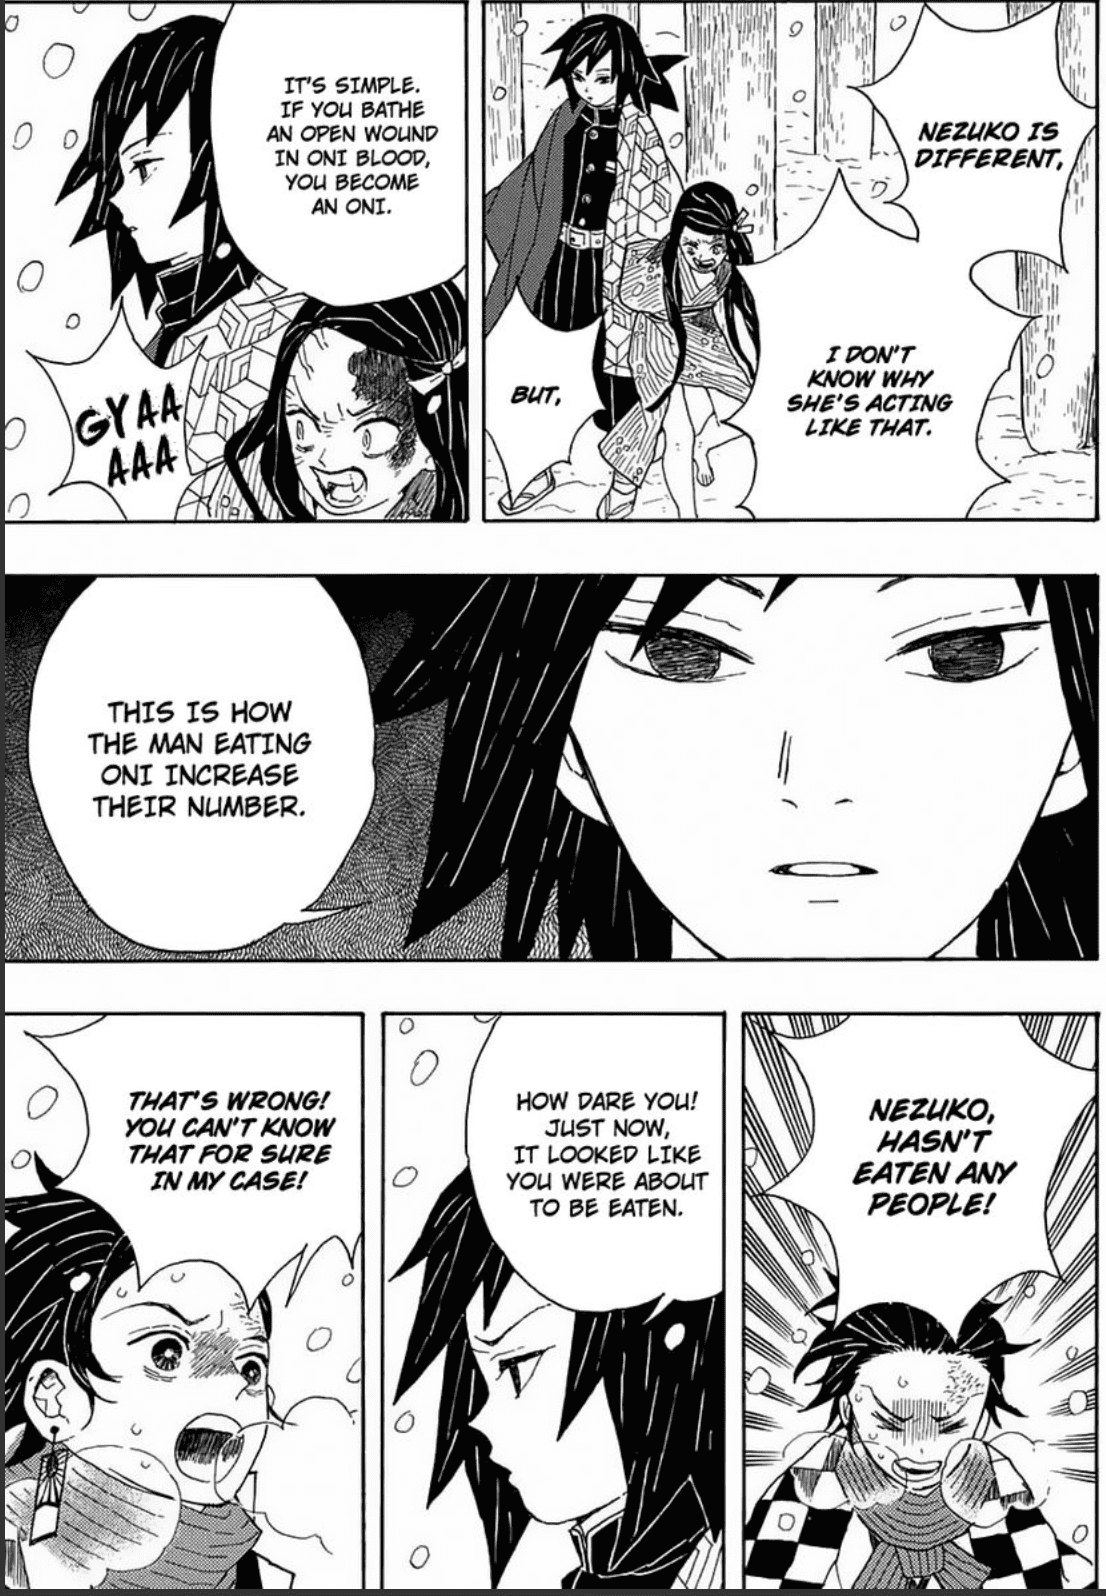 NEZUKO IS
DIFFERENT,
I DON'T
KNOW WHY
SHE'S ACTING
LIKE THAT.
BUT,
IT'S SIMPLE.
IF YOU BATHE
AN OPEN WOUND
IN ONI BLOOD,
YOU BECOME
AN ONI.
GYAA
AAA
THIS IS HOW
THE MAN EATING
ONI INCREASE
THEIR NUMBER.
NEZUKO,
HASN'T
EATEN ANY
PEOPLE!
HOW DARE YOU!
JUST NOW,
IT LOOKED LIKE
YOU WERE ABOUT
TO BE EATEN.
THAT'S WRONG!
YOU CAN'T KNOW
THAT FOR SURE
IN MY CASE!